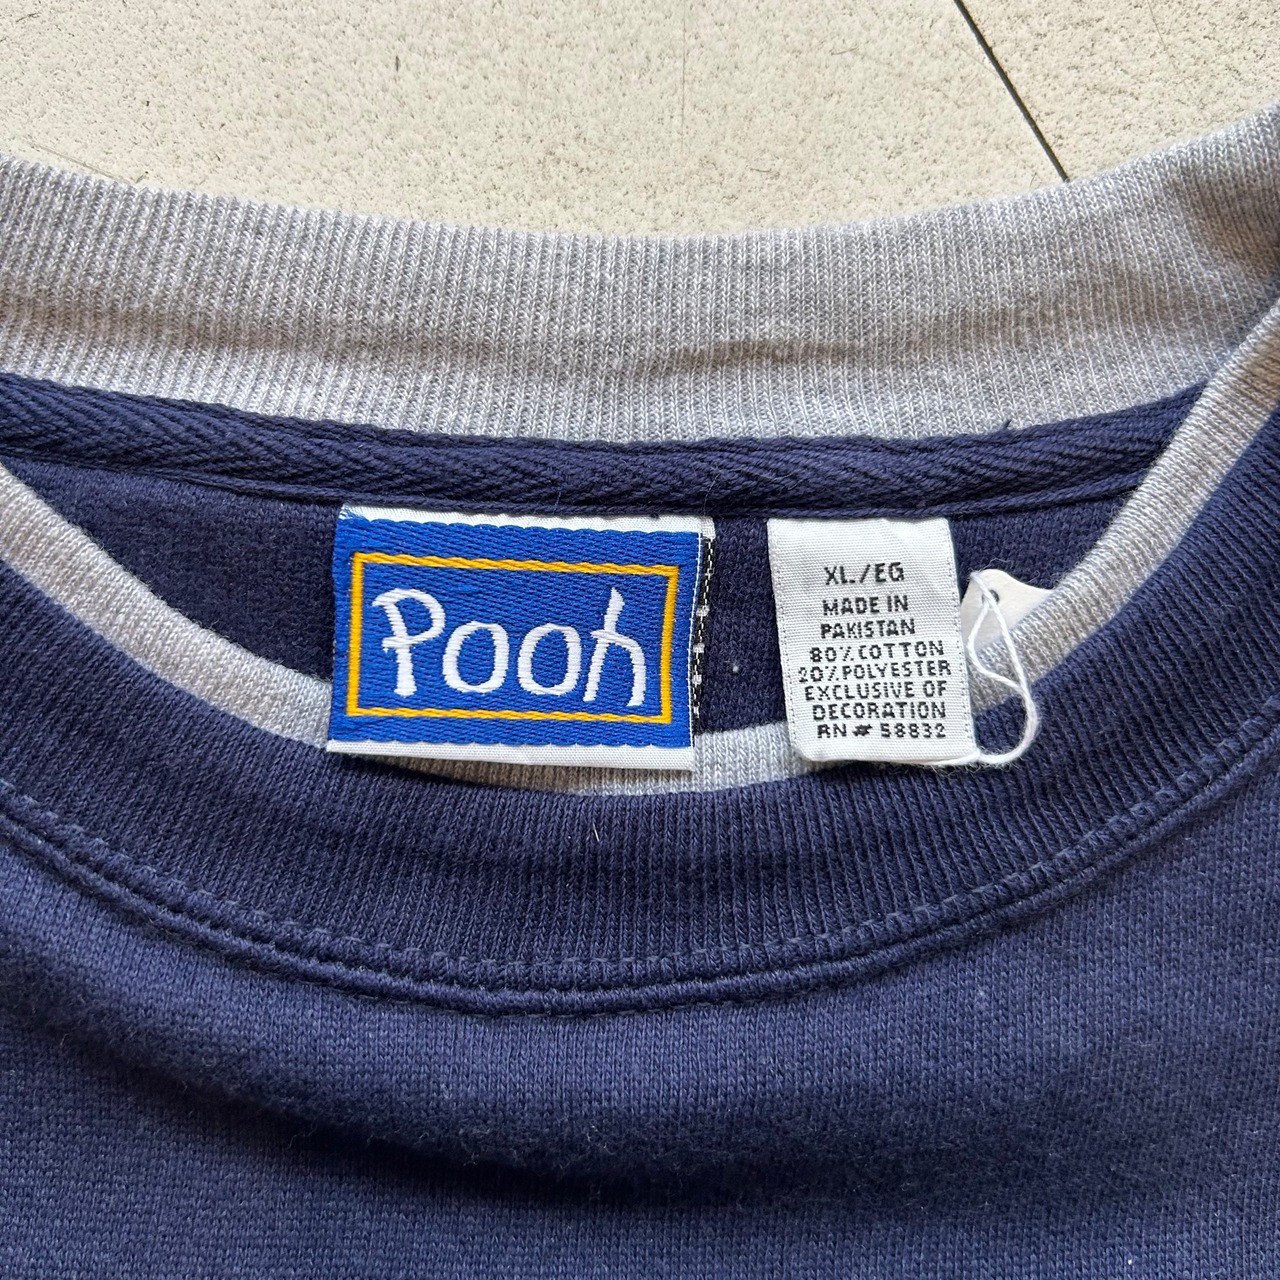 Pooh
XL/EG
MADE IN
PAKISTAN
80% COTTON
20% POLYESTER
EXCLUSIVE OF
DECORATION
RN # 58832